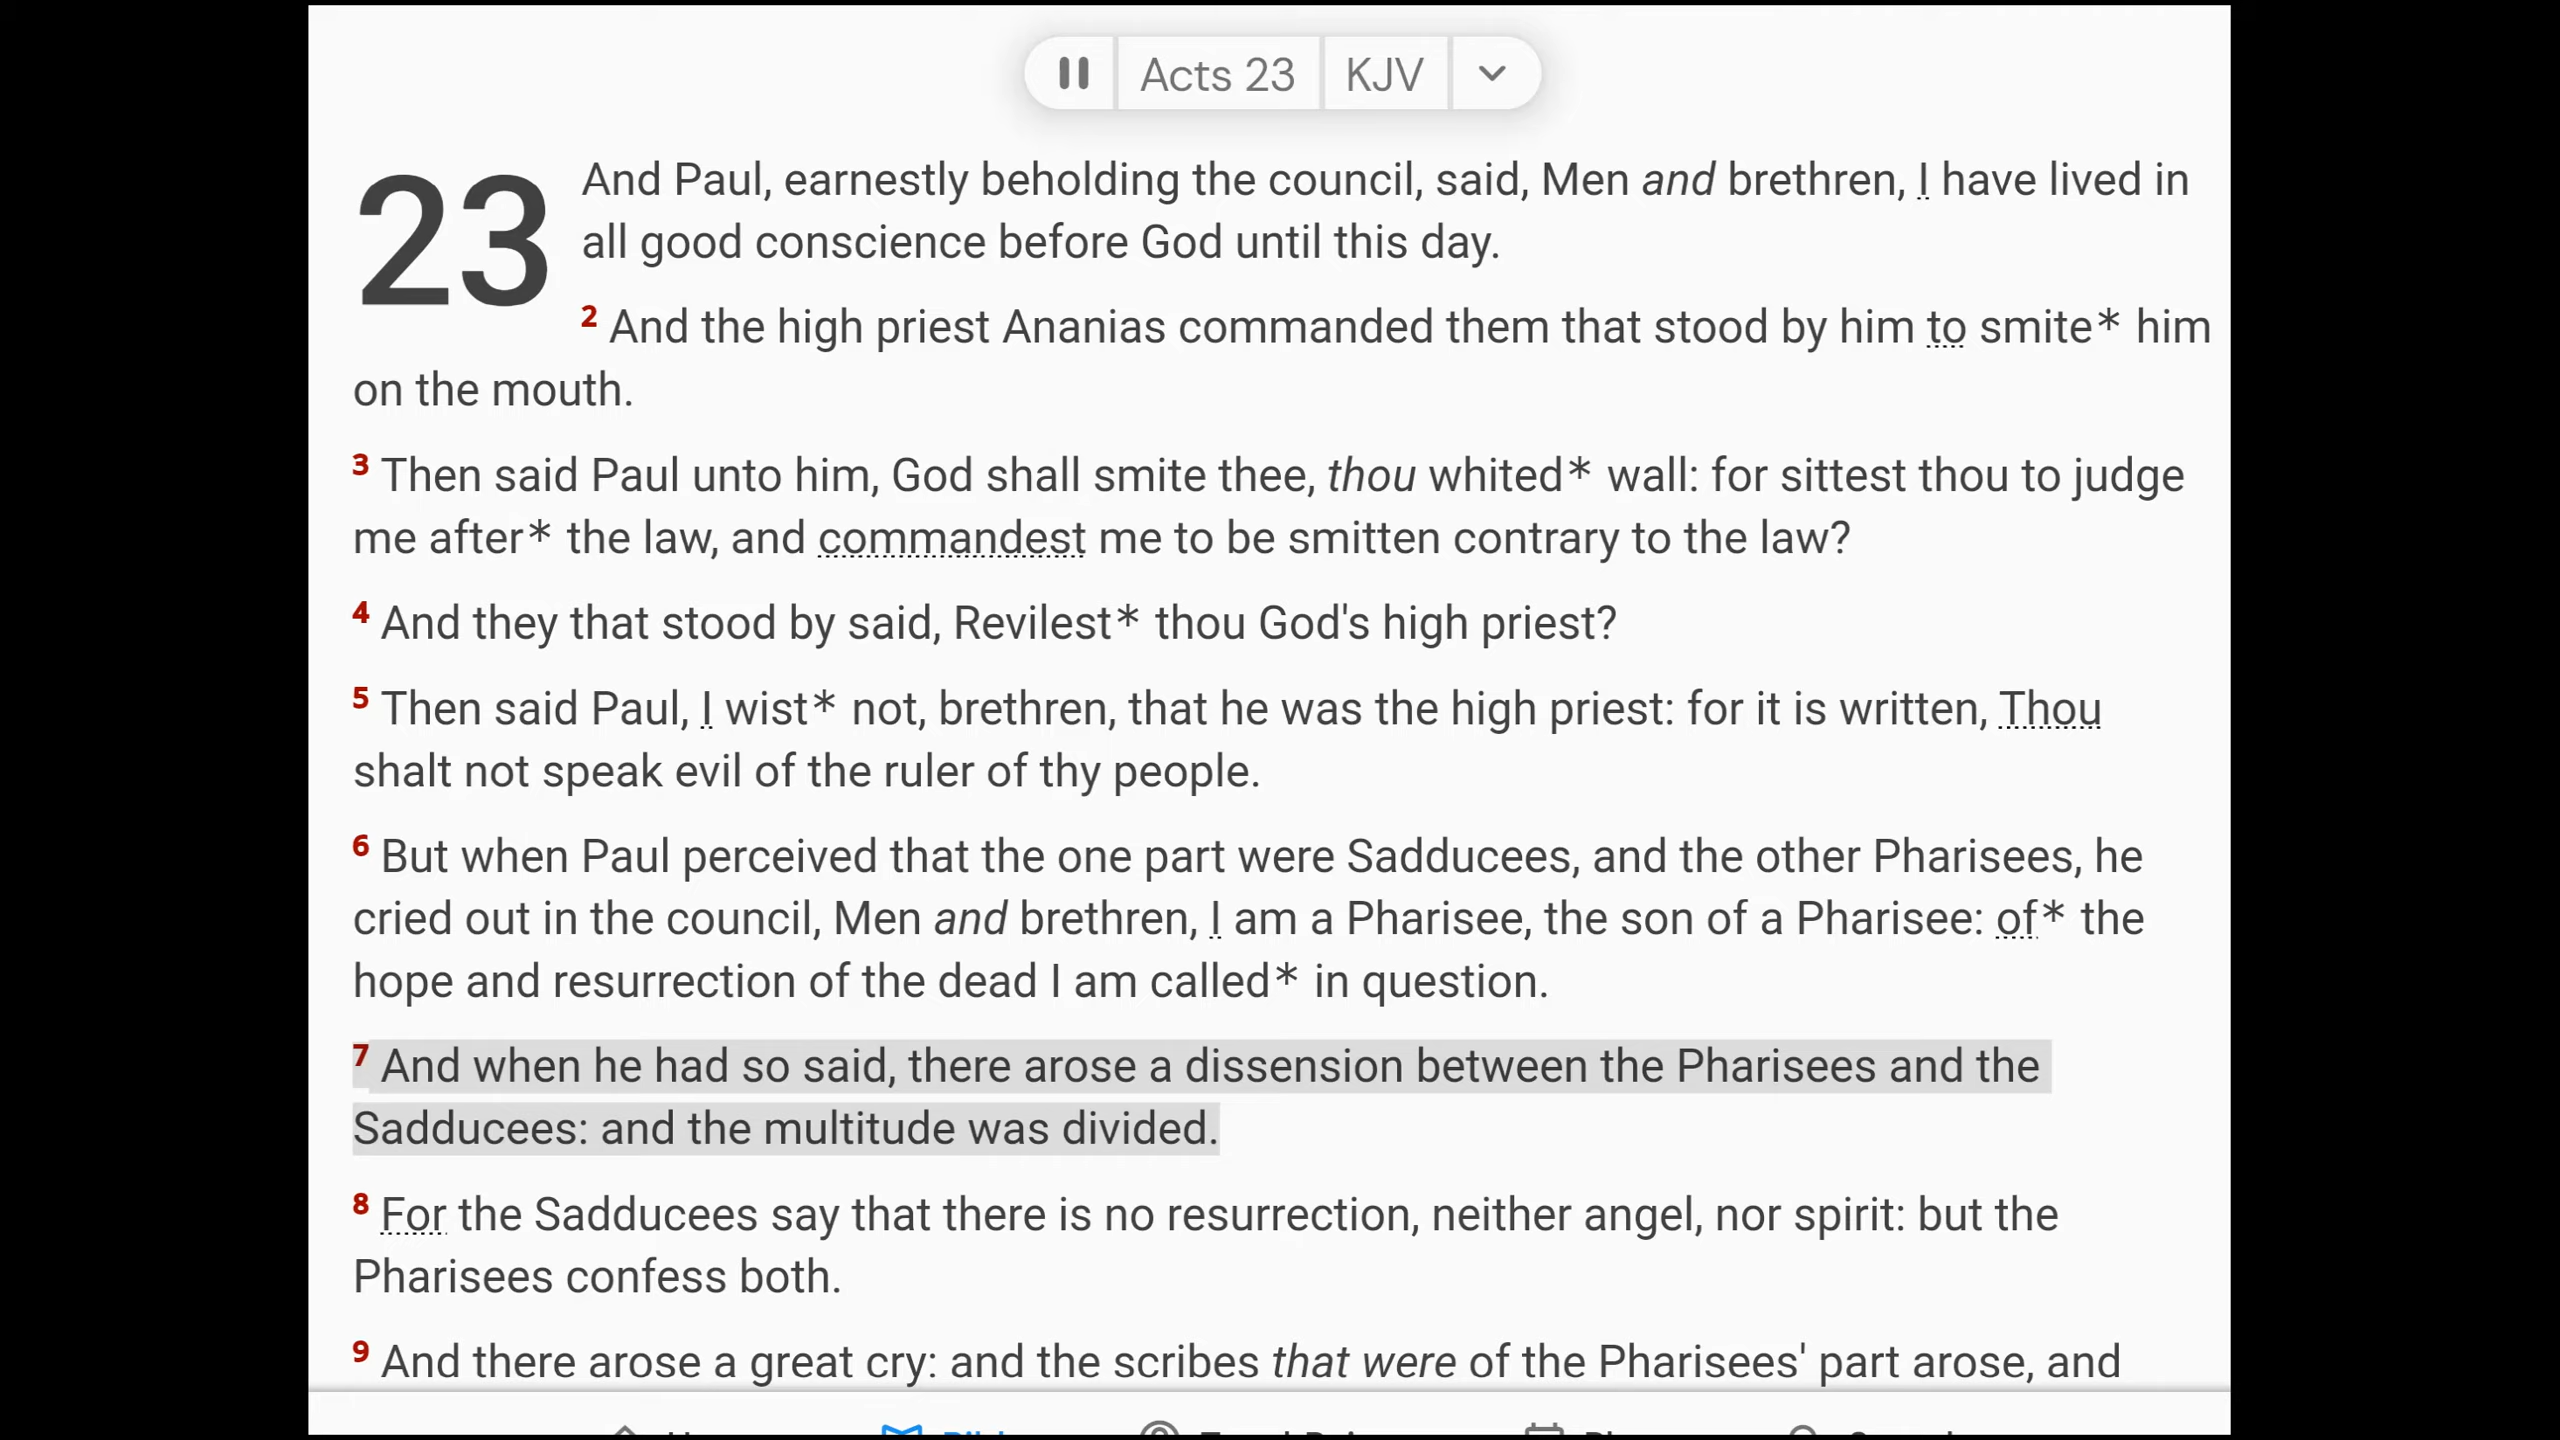 Acts 23 KJV
23 And Paul, earnestly beholding the council, said, Men and brethren, I have lived in
all good conscience before God until this day.
2 And the high priest Ananias commanded them that stood by him to smite* him
on the mouth.
3 Then said Paul unto him, God shall smite thee, thou whited* wall: for sittest thou to judge
me after* the law, and commandest me to be smitten contrary to the law?
4 And they that stood by said, Revilest* thou God's high priest?
5 Then said Paul, I wist* not, brethren, that he was the high priest: for it is written, Thou
shalt not speak evil of the ruler of thy people.
6 But when Paul perceived that the one part were Sadducees, and the other Pharisees, he
cried out in the council, Men and brethren, I am a Pharisee, the son of a Pharisee: of* the
hope and resurrection of the dead I am called* in question.
7 And when he had so said, there arose a dissension between the Pharisees and the
Sadducees: and the multitude was divided.
8 For the Sadducees say that there is no resurrection, neither angel, nor spirit: but the
Pharisees confess both.
9 And there arose a great cry: and the scribes that were of the Pharisees' part arose, and